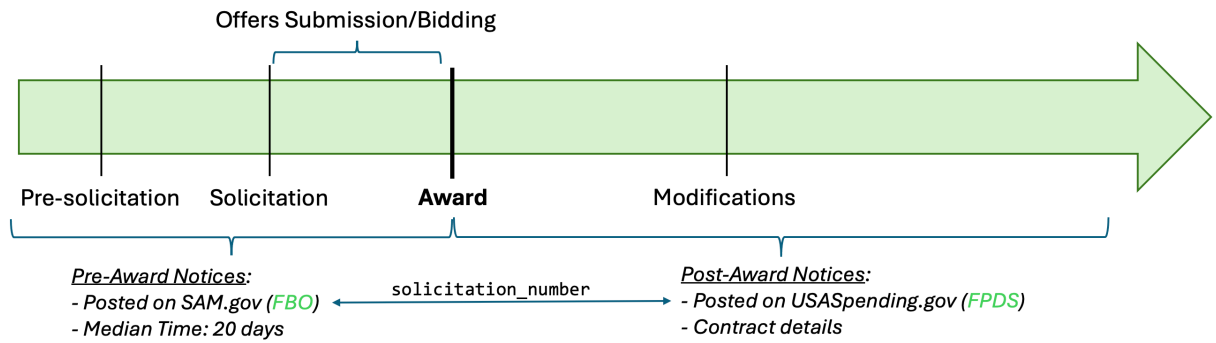 Offers Submission/Bidding
Pre-solicitation
Solicitation
Award
Modifications
Pre-Award Notices:
- Posted on SAM.gov (FBO)
- Median Time: 20 days
solicitation_number
Post-Award Notices:
- Posted on USASpending.gov (FPDS)
- Contract details